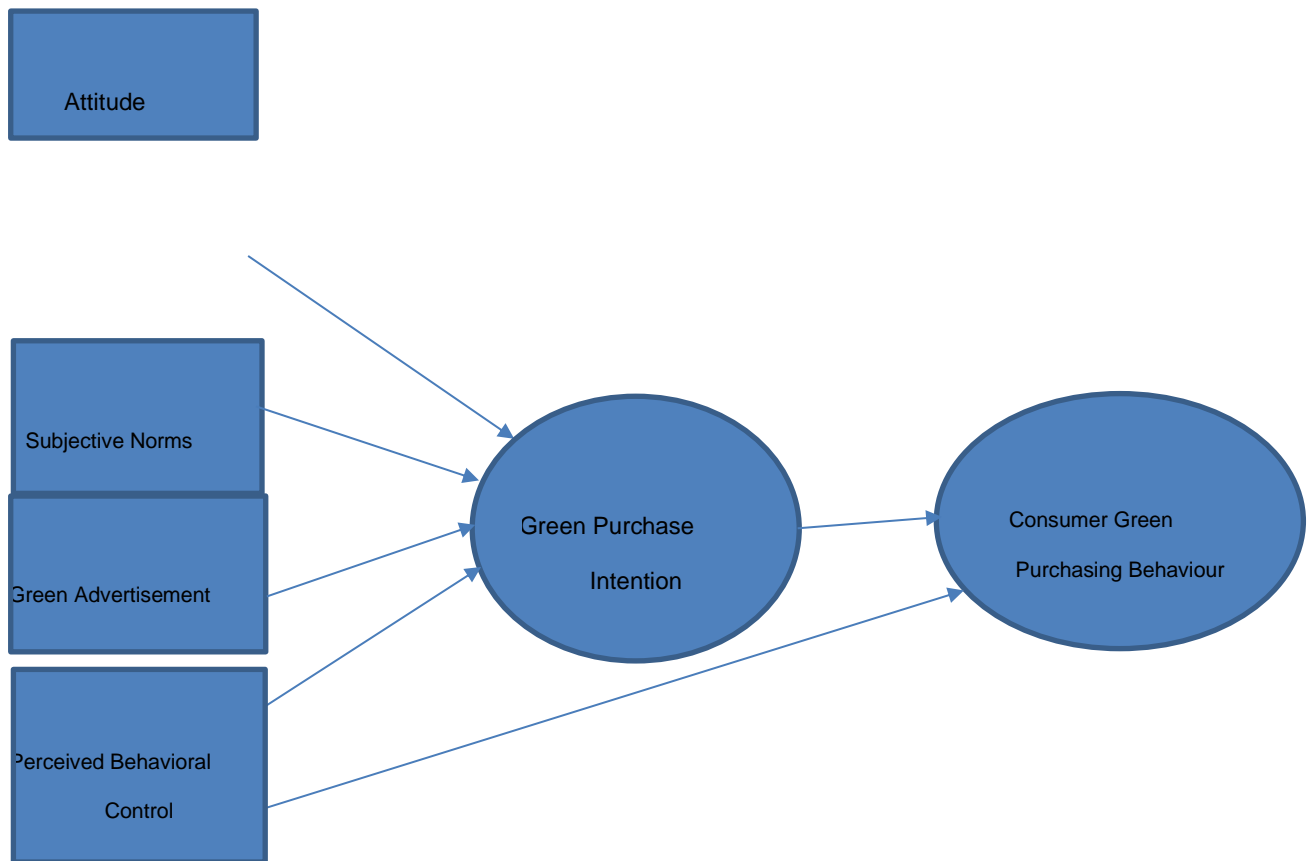 Attitude
Subjective Norms
Green Advertisement
Perceived Behavioral
Control
Green Purchase
Intention
Consumer Green
Purchasing Behaviour